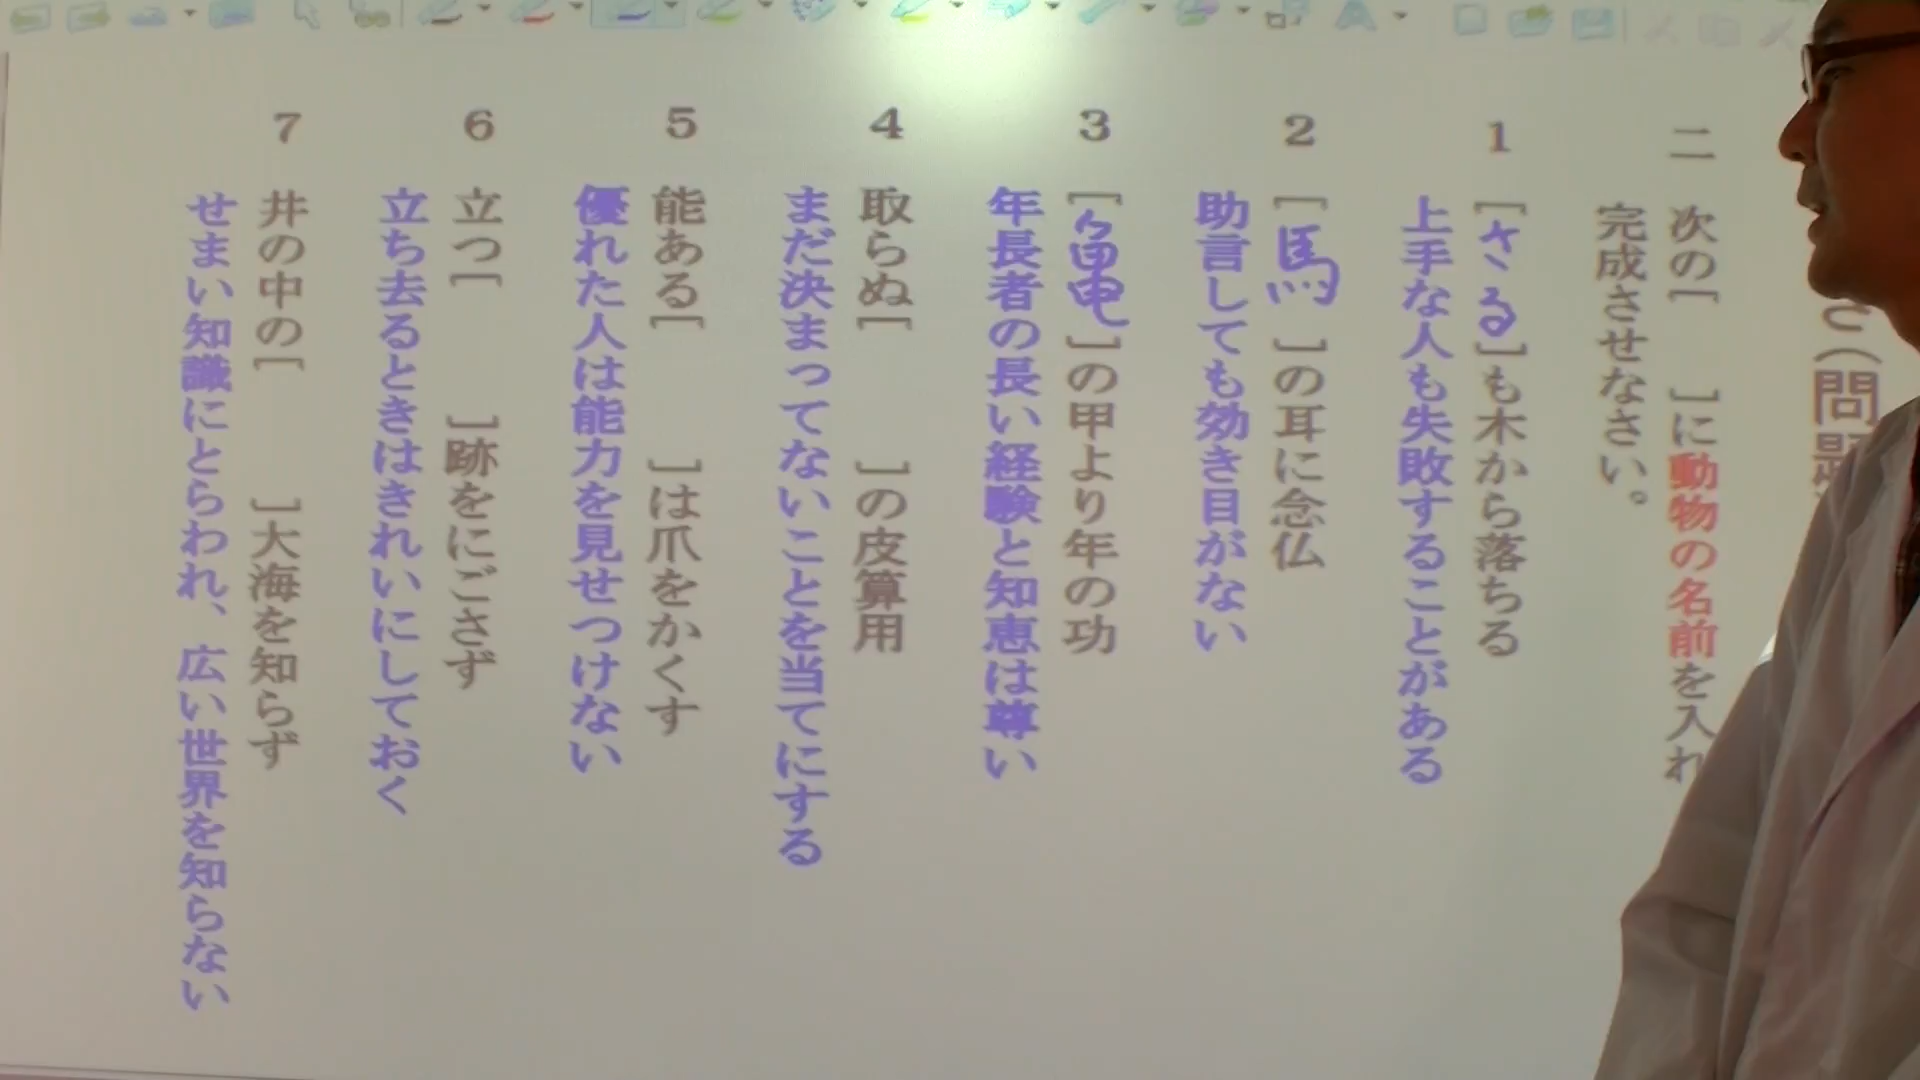 さ(問題
二 次の[ ]に動物の名前を入れ
完成させなさい。
1 [さる]も木から落ちる
上手な人も失敗することがある
2 [馬]の耳に念仏
助言しても効き目がない
3 [亀]の甲より年の功
年長者の長い経験と知恵は尊い
4 取らぬ[ ]の皮算用
まだ決まってないことを当てにする
5 能ある[ ]は爪をかくす
優れた人は能力を見せつけない
6 立つ[ ]跡をにごさず
立ち去るときはきれいにしておく
7 井の中の[ ]大海を知らず
せまい知識にとらわれ、広い世界を知らない